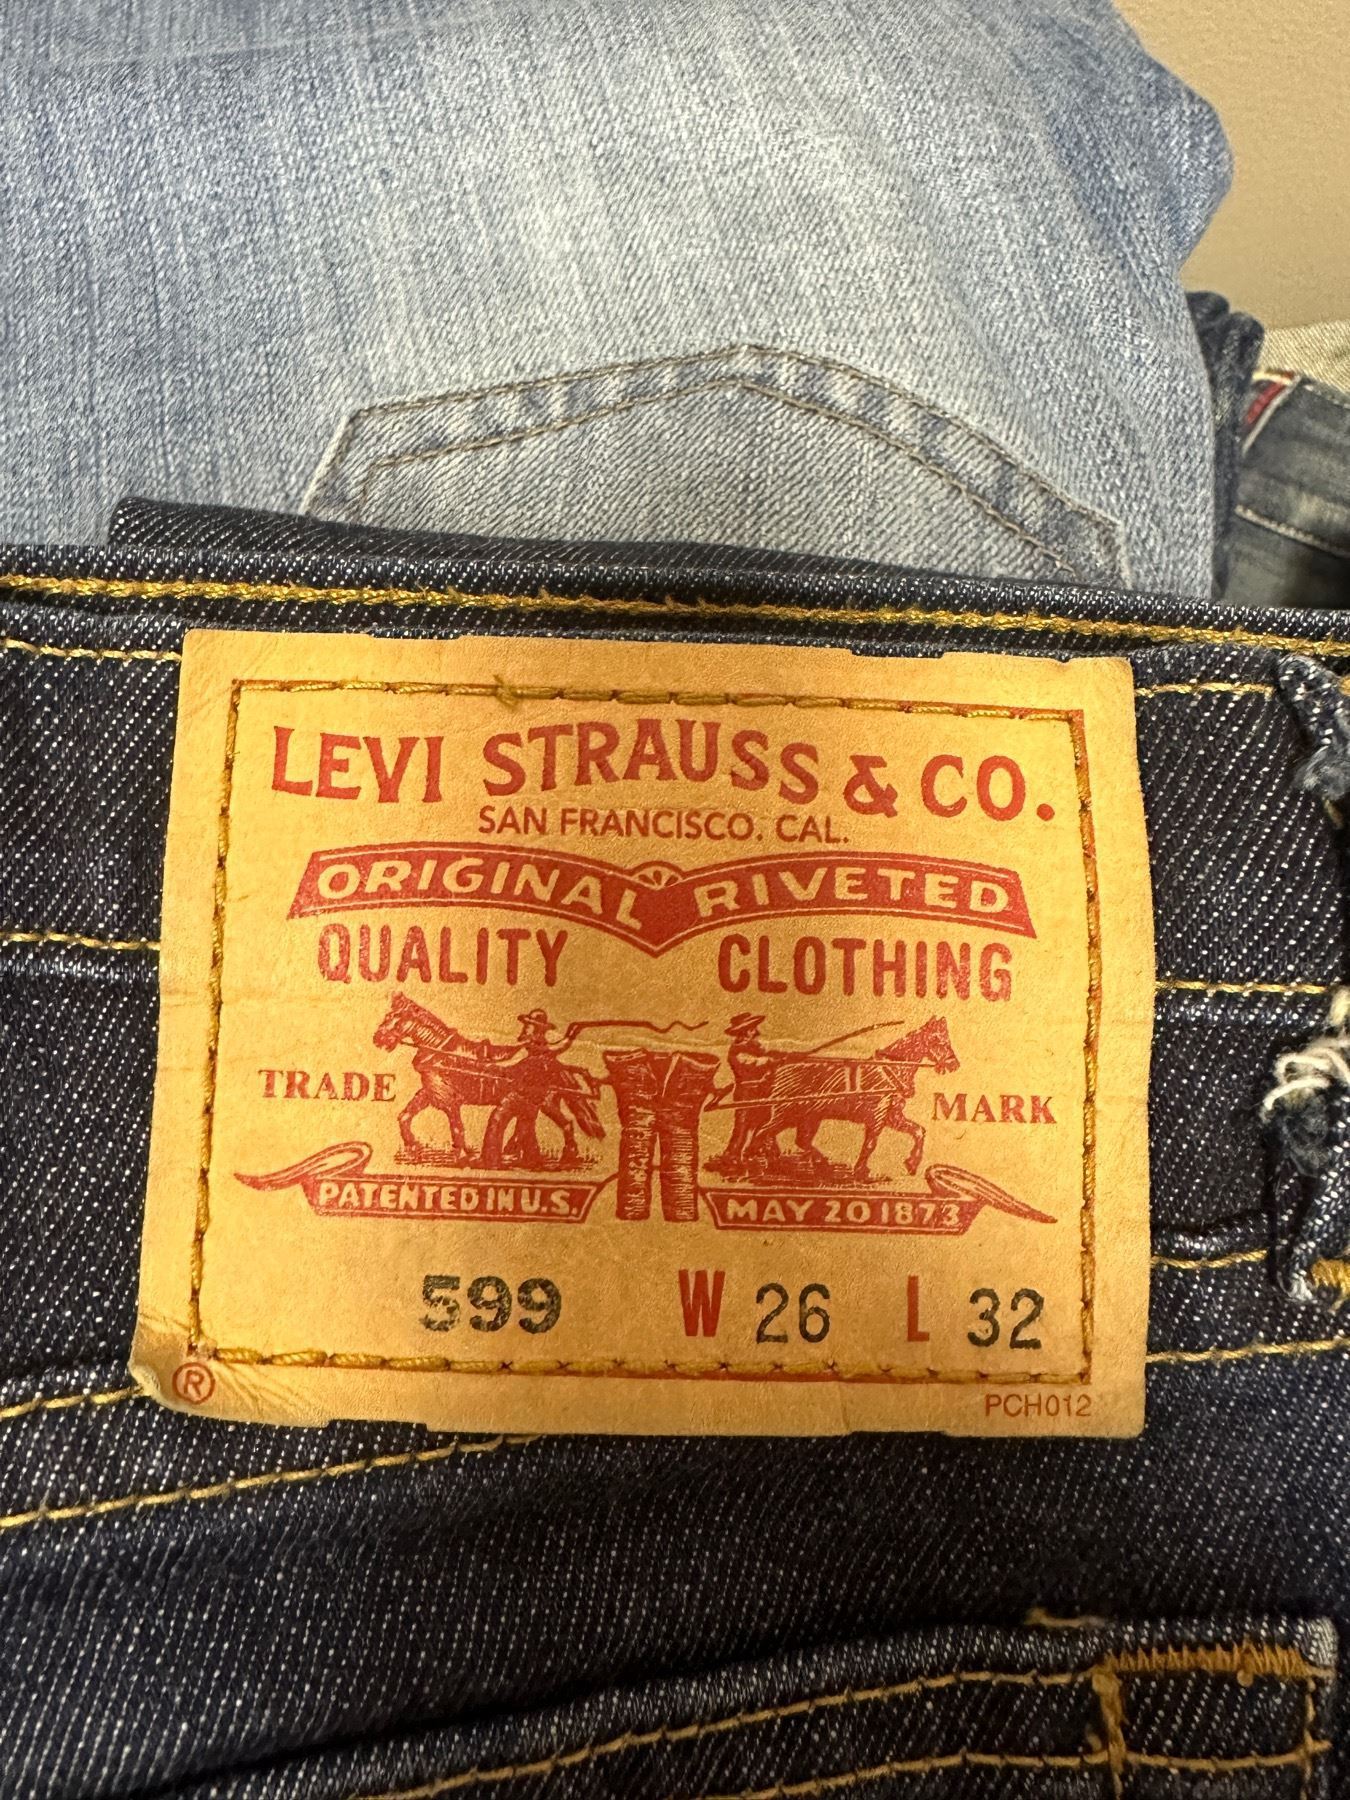 LEVI STRAUSS & CO.
SAN FRANCISCO. CAL.
ORIGINAL RIVETED
QUALITY CLOTHING
TRADE MARK
PATENTED IN U.S. MAY 20 1873
599 W 26 L 32
® PCH012